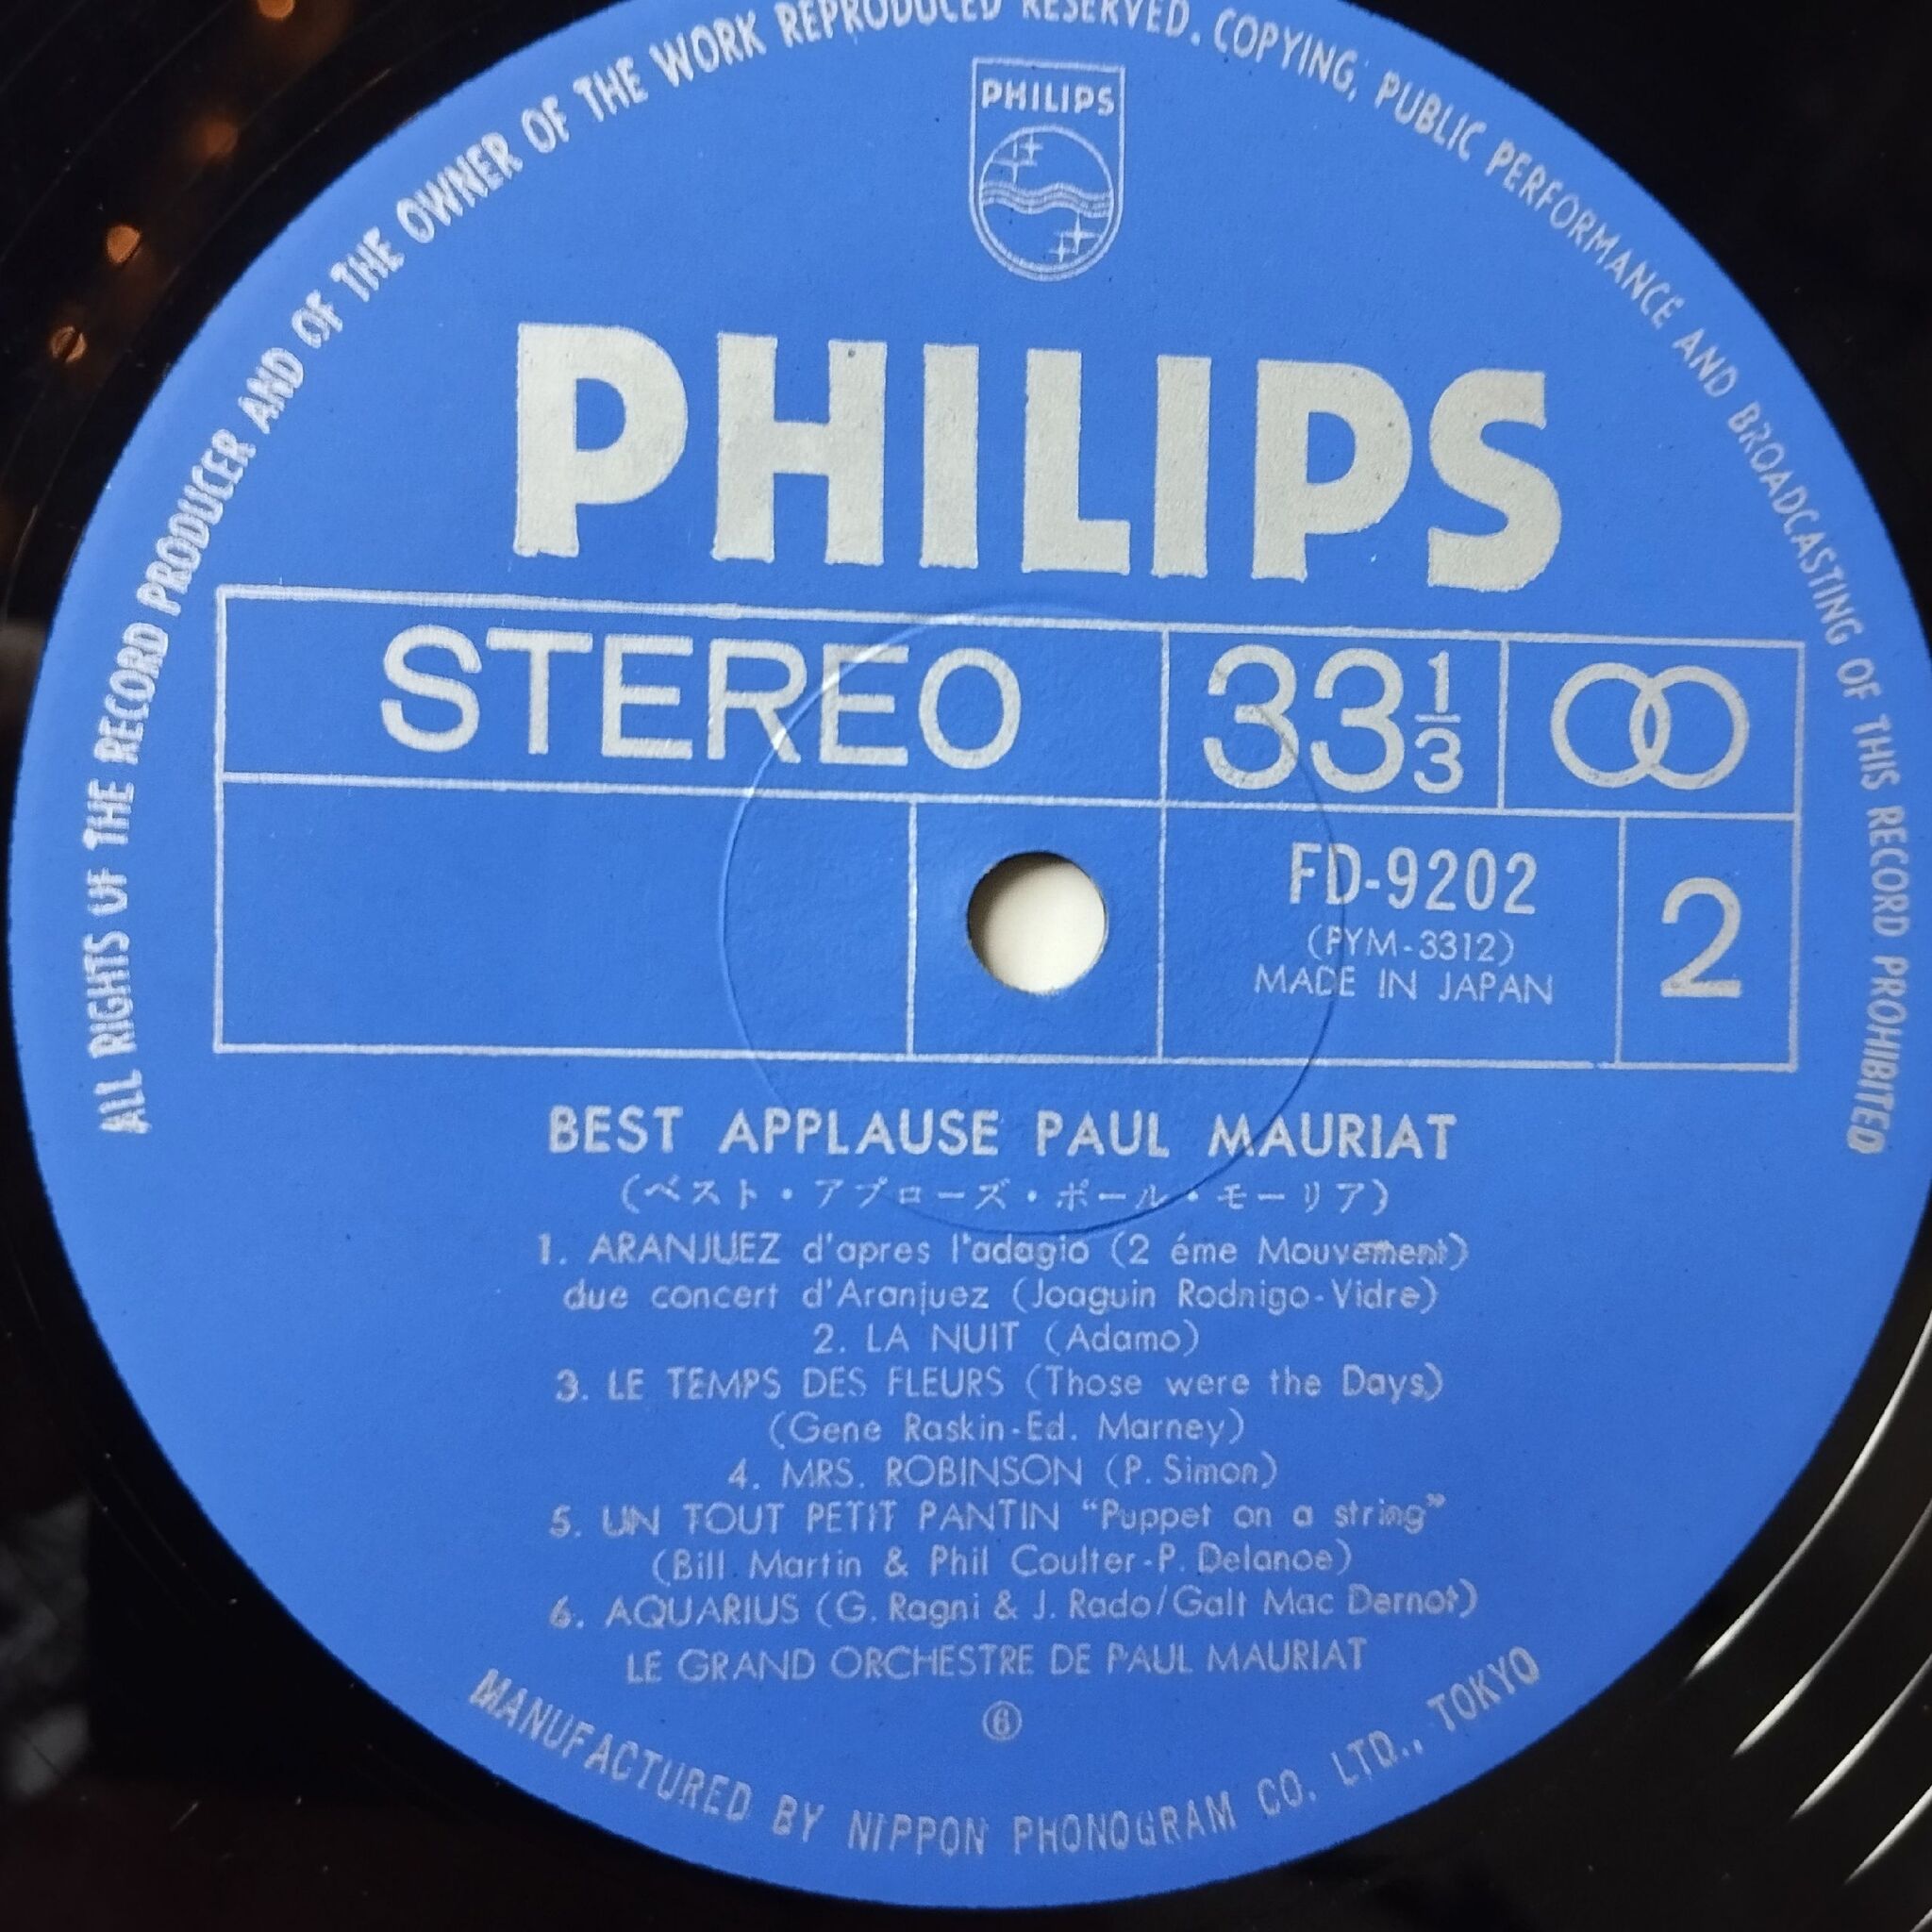 ALL RIGHTS OF THE RECORD PRODUCER AND OF THE OWNER OF THE WORK REPRODUCED RESERVED. COPYING, PUBLIC PERFORMANCE AND BROADCASTING OF THIS RECORD PROHIBITED
PHILIPS
PHILIPS
STEREO 33 1/3
FD-9202
(PYM-3312)
MADE IN JAPAN
2
BEST APPLAUSE PAUL MAURIAT
(ベスト・アプローズ・ポール・モーリア)
1. ARANJUEZ d'apres l'adagio (2 éme Mouvement)
due concert d'Aranjuez (Joaguin Rodnigo-Vidre)
2. LA NUIT (Adamo)
3. LE TEMPS DES FLEURS (Those were the Days)
(Gene Raskin-Ed. Marney)
4. MRS. ROBINSON (P. Simon)
5. UN TOUT PETIT PANTIN “Puppet on a string”
(Bill Martin & Phil Coulter-P. Delanoe)
6. AQUARIUS (G. Ragni & J. Rado/Galt Mac Dernot)
LE GRAND ORCHESTRE DE PAUL MAURIAT
⑥
MANUFACTURED BY NIPPON PHONOGRAM CO. LTD., TOKYO